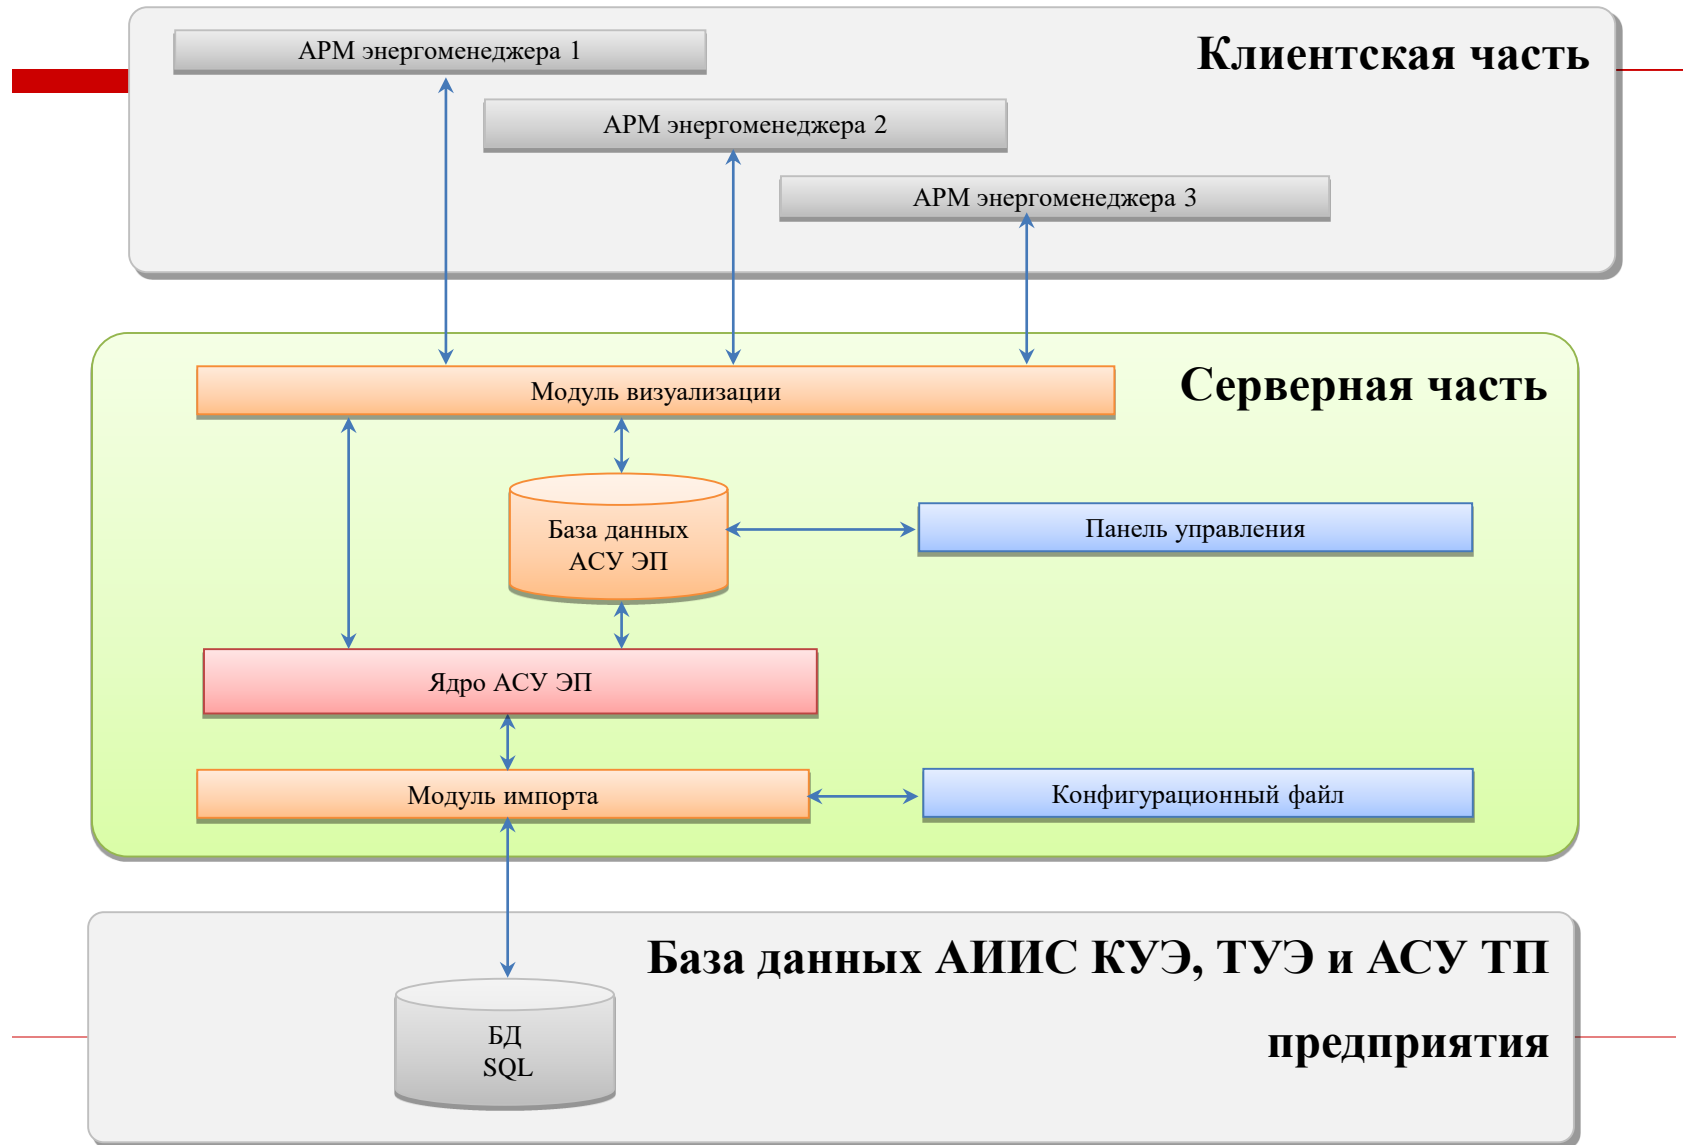 АРМ энергоменеджера 1
Клиентская часть
АРМ энергоменеджера 2
АРМ энергоменеджера 3
Модуль визуализации
Серверная часть
База данных
АСУ ЭП
Панель управления
Ядро АСУ ЭП
Модуль импорта
Конфигурационный файл
База данных АИИС КУЭ, ТУЭ и АСУ ТП
предприятия
БД
SQL